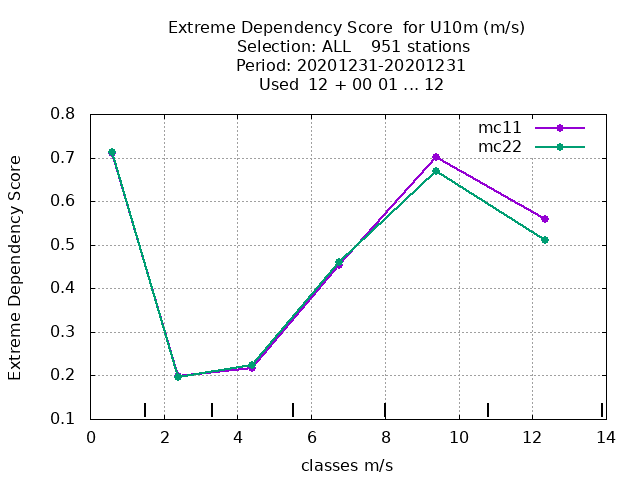 Extreme Dependency Score  for U10m (m/s)
Selection: ALL    951 stations
Period: 20201231-20201231
Used  12 + 00 01 ... 12
mc11
mc22
Extreme Dependency Score
0.8
0.7
0.6
0.5
0.4
0.3
0.2
0.1
0 2 4 6 8 10 12 14
classes m/s